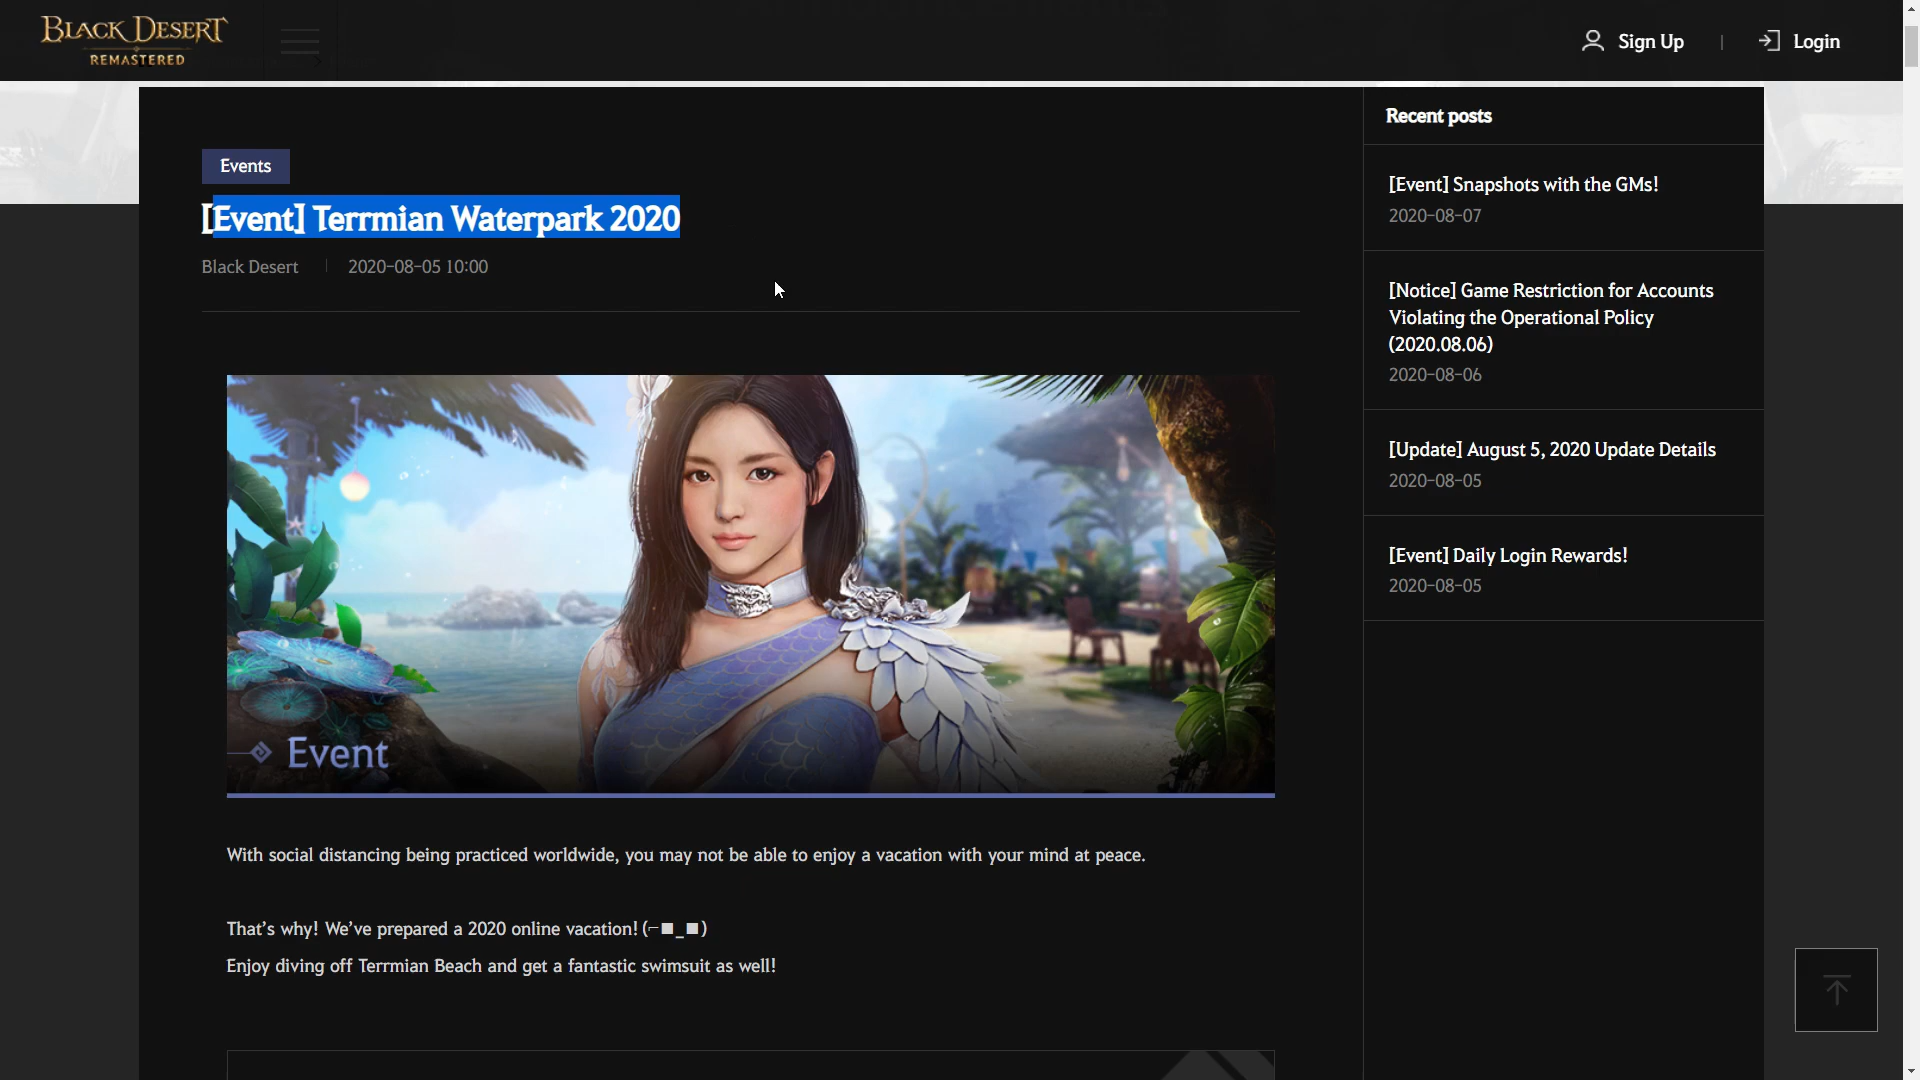 BLACK DESERT
REMASTERED
Sign Up
Login
Events
[Event] Terrmian Waterpark 2020
Black Desert
2020-08-05 10:00
Event
With social distancing being practiced worldwide, you may not be able to enjoy a vacation with your mind at peace.
That's why! We've prepared a 2020 online vacation! (⌐■_■)
Enjoy diving off Terrmian Beach and get a fantastic swimsuit as well!
Recent posts
[Event] Snapshots with the GMs!
2020-08-07
[Notice] Game Restriction for Accounts
Violating the Operational Policy
(2020.08.06)
2020-08-06
[Update] August 5, 2020 Update Details
2020-08-05
[Event] Daily Login Rewards!
2020-08-05